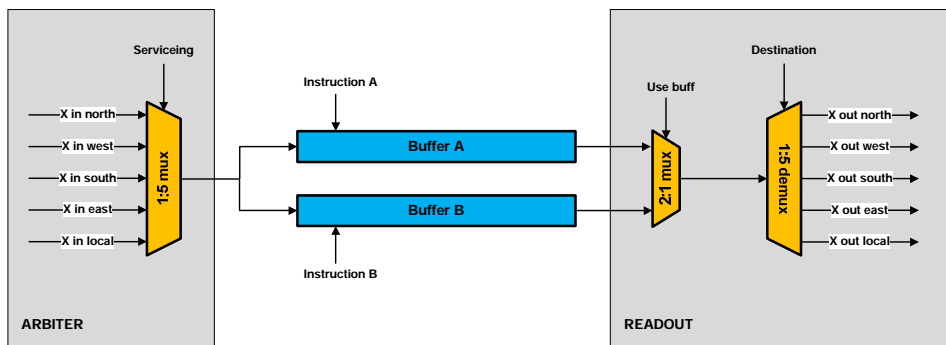 Serviceing
Destination
Instruction A
Use buff
X in north
X in west
X in south
X in east
X in local
1:5 mux
Buffer A
Buffer B
2:1 mux
1:5 demux
X out north
X out west
X out south
X out east
X out local
Instruction B
ARBITER
READOUT